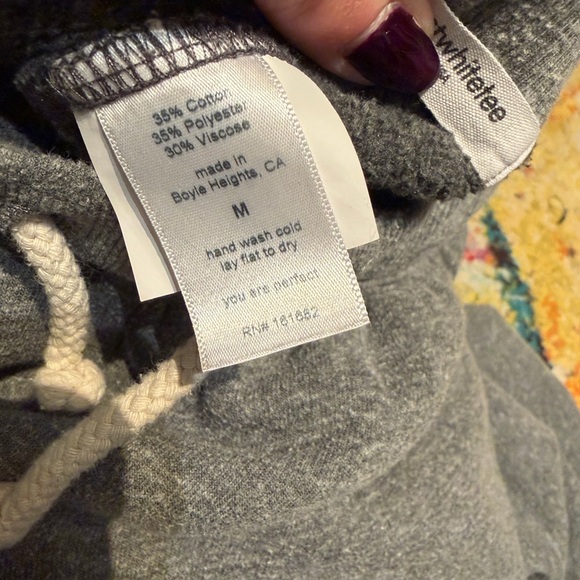 35% Cotton
35% Polyester
30% Viscose
made in
Boyle Heights, CA
M
hand wash cold
lay flat to dry
you are perfect
RN# 161682
twhitetee